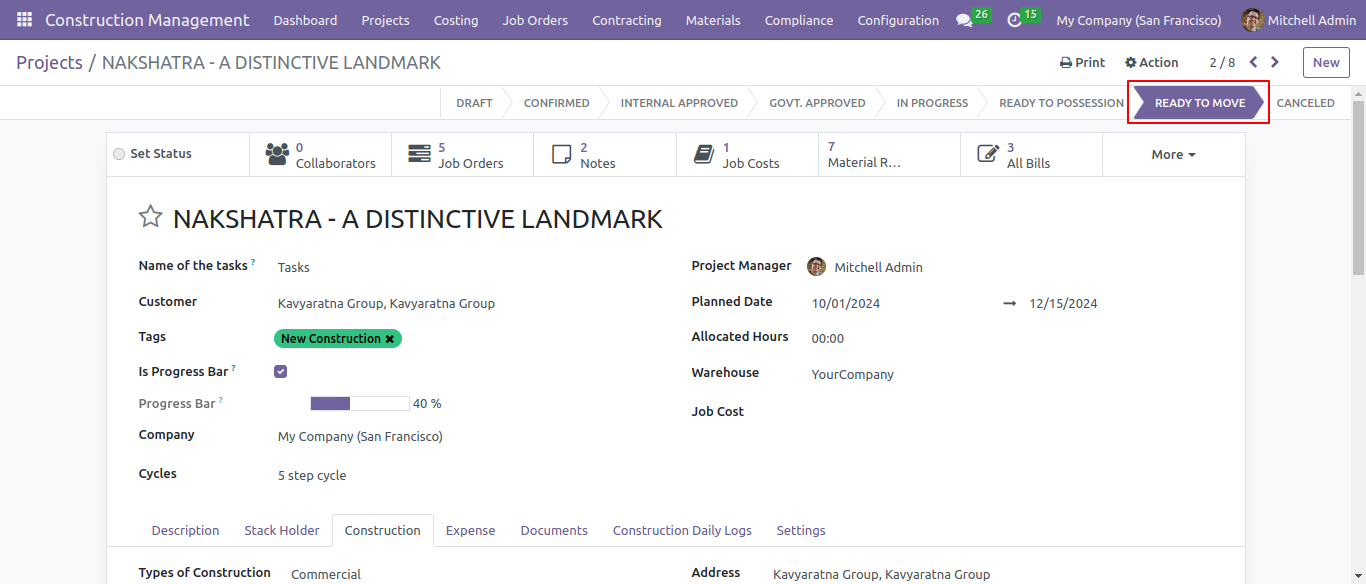 Construction Management Dashboard Projects Costing Job Orders Contracting Materials Compliance Configuration 26 15 My Company (San Francisco) Mitchell Admin
Projects / NAKSHATRA - A DISTINCTIVE LANDMARK Print Action 2 / 8 New
DRAFT CONFIRMED INTERNAL APPROVED GOVT. APPROVED IN PROGRESS READY TO POSSESSION READY TO MOVE CANCELED
Set Status
0
Collaborators
5
Job Orders
2
Notes
1
Job Costs
7
Material R...
3
All Bills
More
NAKSHATRA - A DISTINCTIVE LANDMARK
Name of the tasks ? Tasks
Customer Kavyaratna Group, Kavyaratna Group
Tags New Construction ×
Is Progress Bar ?
Progress Bar ? 40 %
Company My Company (San Francisco)
Cycles 5 step cycle
Project Manager Mitchell Admin
Planned Date 10/01/2024 → 12/15/2024
Allocated Hours 00:00
Warehouse YourCompany
Job Cost
Description Stack Holder Construction Expense Documents Construction Daily Logs Settings
Types of Construction Commercial
Address Kavyaratna Group, Kavyaratna Group